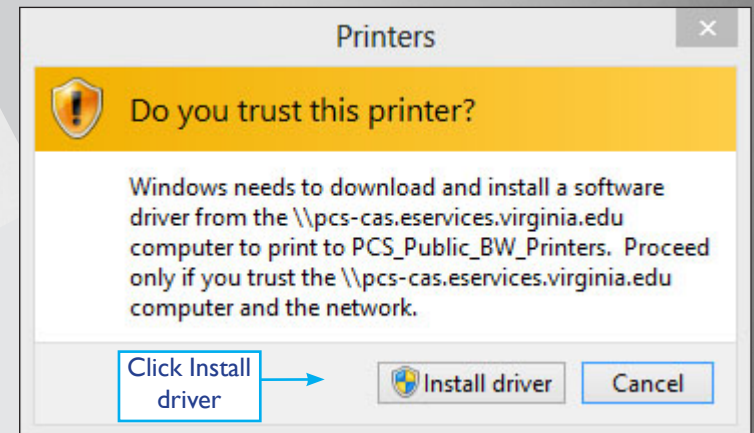 Printers
Do you trust this printer?
Windows needs to download and install a software
driver from the \\pcs-cas.eservices.virginia.edu
computer to print to PCS_Public_BW_Printers.  Proceed
only if you trust the \\pcs-cas.eservices.virginia.edu
computer and the network.
Click Install
driver
Install driver
Cancel